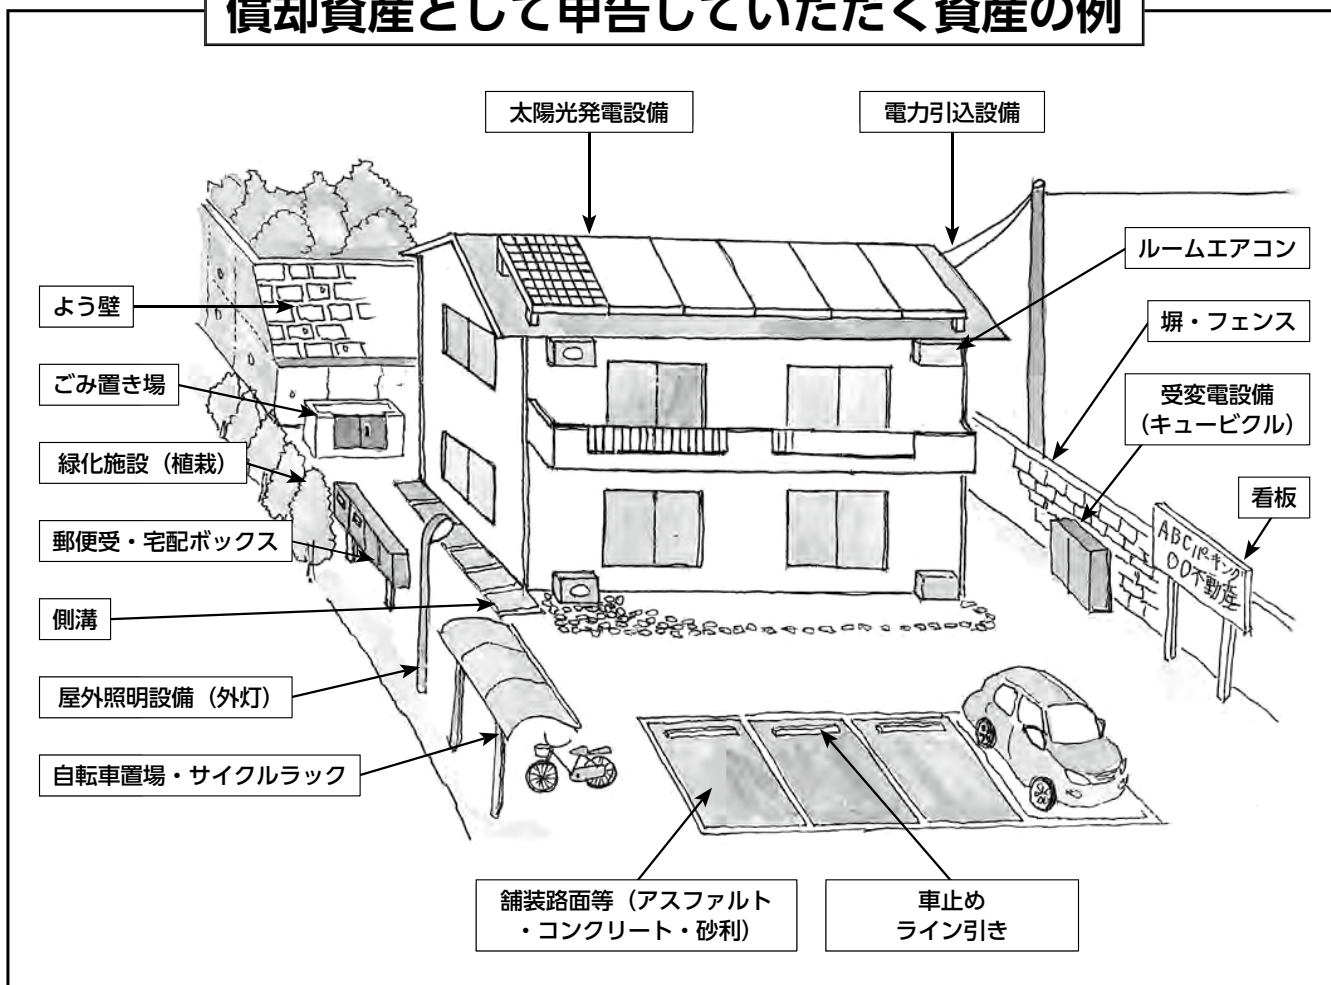 償却資産として申告していただく資産の例
太陽光発電設備
電力引込設備
ルームエアコン
よう壁
塀・フェンス
ごみ置き場
受変電設備
（キュービクル）
緑化施設（植栽）
看板
郵便受・宅配ボックス
ABCパーキング
〇〇不動産
側溝
屋外照明設備（外灯）
自転車置場・サイクルラック
舗装路面等（アスファルト
・コンクリート・砂利）
車止め
ライン引き